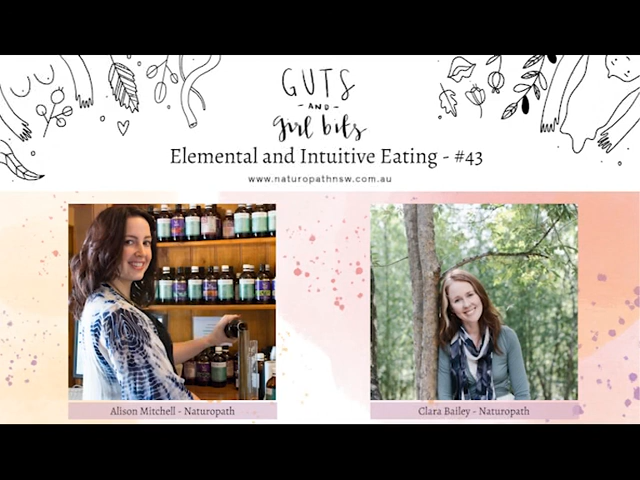 GUTS
- AND -
Girl bits
Elemental and Intuitive Eating - #43
www.naturopathnsw.com.au
Alison Mitchell - Naturopath
Clara Bailey - Naturopath